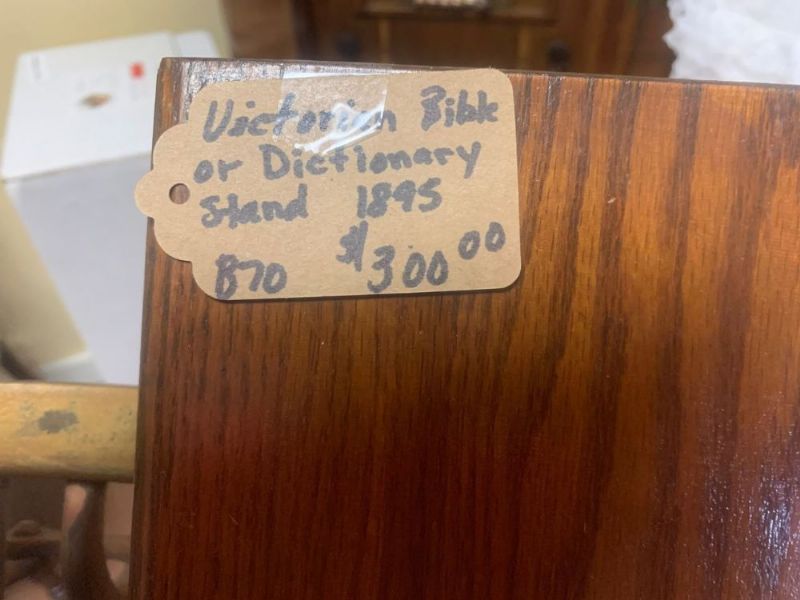 Victorian Bible
or Dictionary
Stand 1895
$300 00
870